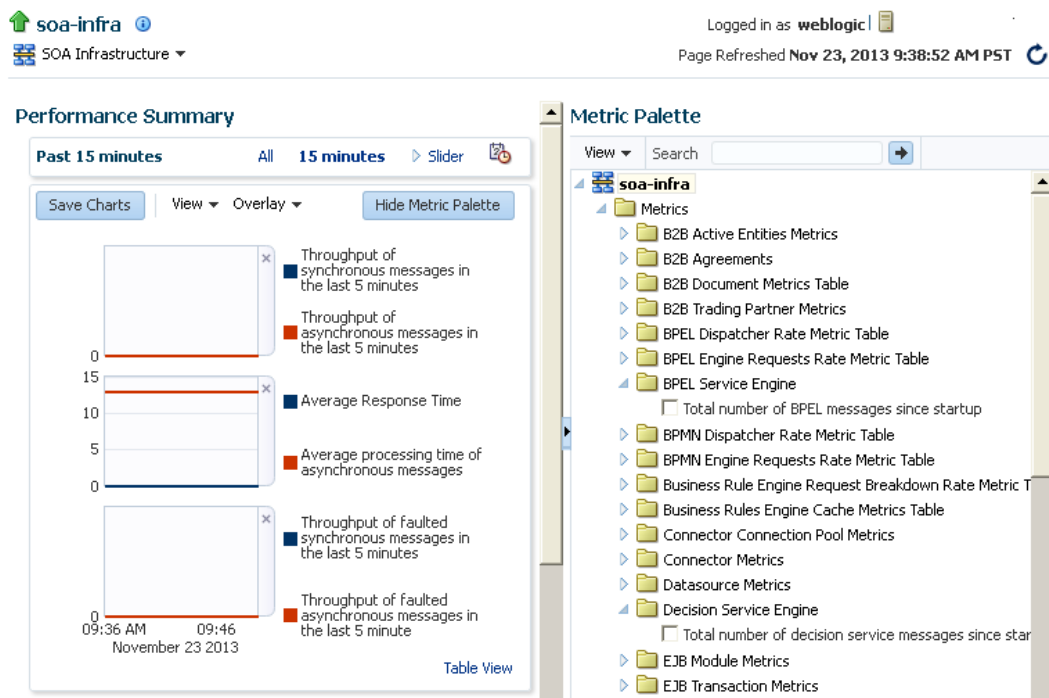 soa-infra
Logged in as weblogic
SOA Infrastructure
Page Refreshed Nov 23, 2013 9:38:52 AM PST
Performance Summary
Past 15 minutes
All
15 minutes
Slider
Save Charts
View
Overlay
Hide Metric Palette
Throughput of
synchronous messages in
the last 5 minutes
Throughput of
asynchronous messages in
the last 5 minutes
0
15
10
5
0
Average Response Time
Average processing time of
asynchronous messages
Throughput of faulted
synchronous messages in
the last 5 minutes
Throughput of faulted
asynchronous messages in
the last 5 minute
0
09:36 AM
09:46
November 23 2013
Table View
Metric Palette
View
Search
soa-infra
Metrics
B2B Active Entities Metrics
B2B Agreements
B2B Document Metrics Table
B2B Trading Partner Metrics
BPEL Dispatcher Rate Metric Table
BPEL Engine Requests Rate Metric Table
BPEL Service Engine
Total number of BPEL messages since startup
BPMN Dispatcher Rate Metric Table
BPMN Engine Requests Rate Metric Table
Business Rule Engine Request Breakdown Rate Metric T
Business Rules Engine Cache Metrics Table
Connector Connection Pool Metrics
Connector Metrics
Datasource Metrics
Decision Service Engine
Total number of decision service messages since star
EJB Module Metrics
EJB Transaction Metrics